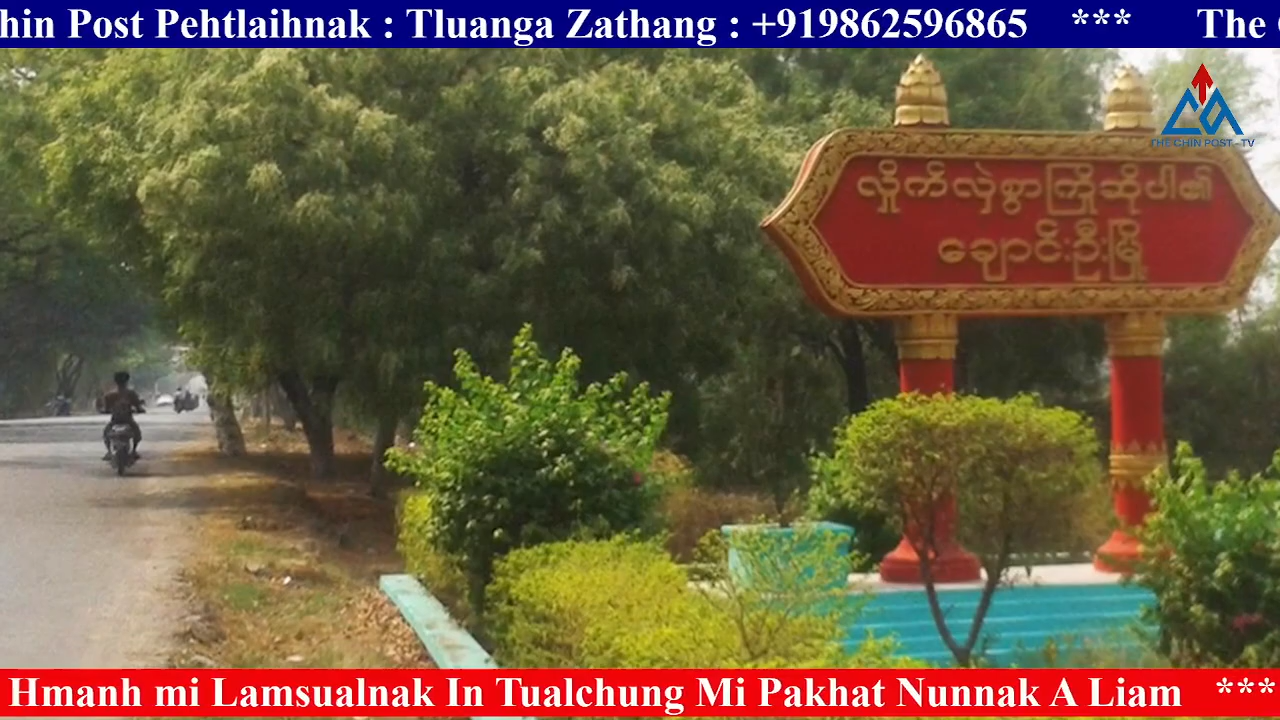 hin Post Pehtlaihnak : Tluanga Zathang : +919862596865 *** The
THE CHIN POST - TV
လှိုက်လှဲစွာကြိုဆိုပါ၏
ချောင်းဦးမြို့
Hmanh mi Lamsualnak In Tualchung Mi Pakhat Nunnak A Liam ***